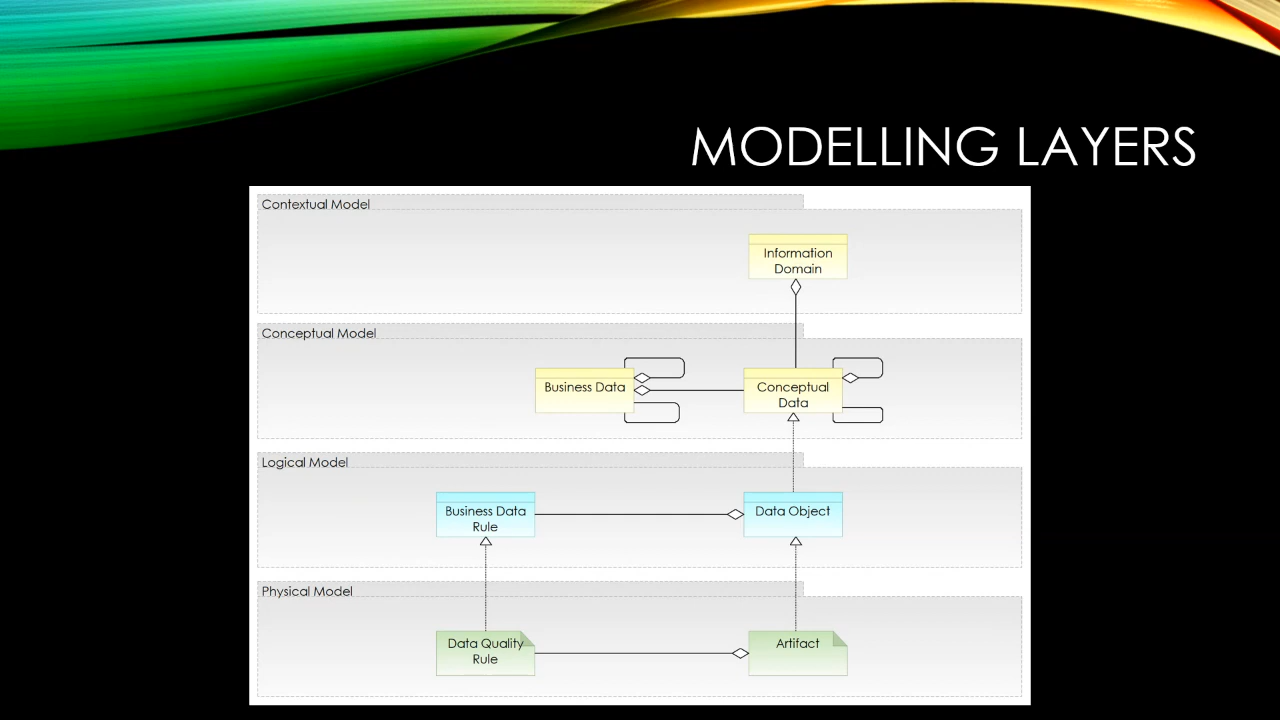 MODELLING LAYERS
Contextual Model
Information
Domain
Conceptual Model
Business Data
Conceptual
Data
Logical Model
Business Data
Rule
Data Object
Physical Model
Data Quality
Rule
Artifact